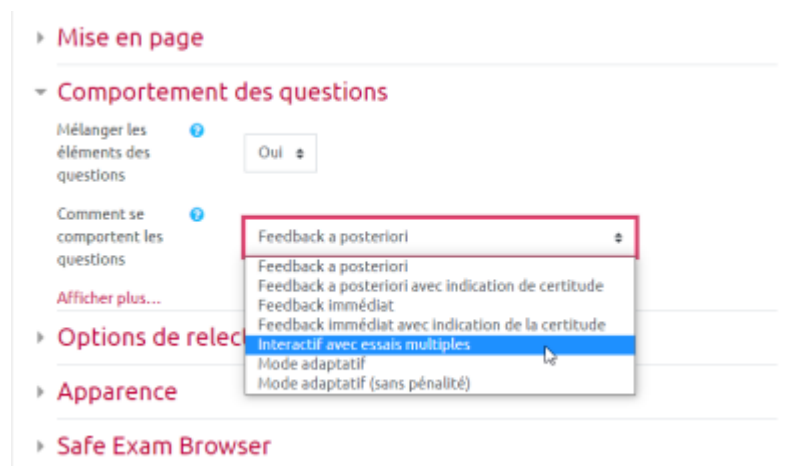 Mise en page
Comportement des questions
Mélanger les
éléments des
questions
Oui
Comment se
comportent les
questions
Feedback a posteriori
Feedback a posteriori
Feedback a posteriori avec indication de certitude
Feedback immédiat
Feedback immédiat avec indication de la certitude
Interactif avec essais multiples
Mode adaptatif
Mode adaptatif (sans pénalité)
Afficher plus...
Options de relec
Apparence
Safe Exam Browser